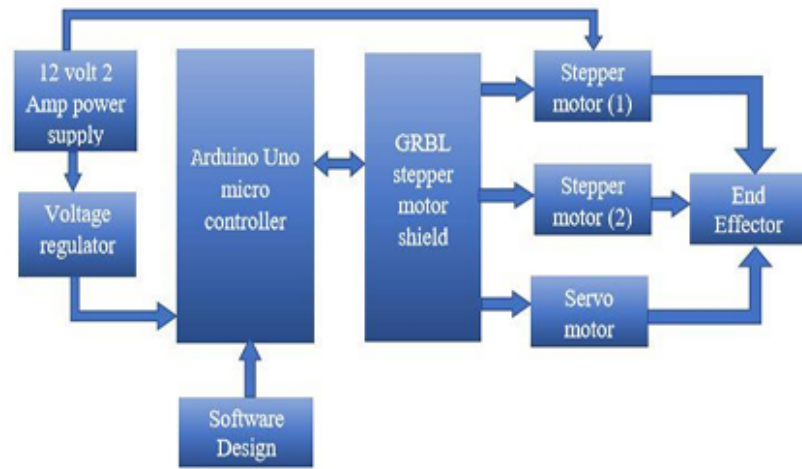 12 volt 2
Amp power
supply
Voltage
regulator
Arduino Uno
micro
controller
Software
Design
GRBL
stepper
motor
shield
Stepper
motor (1)
Stepper
motor (2)
Servo
motor
End
Effector